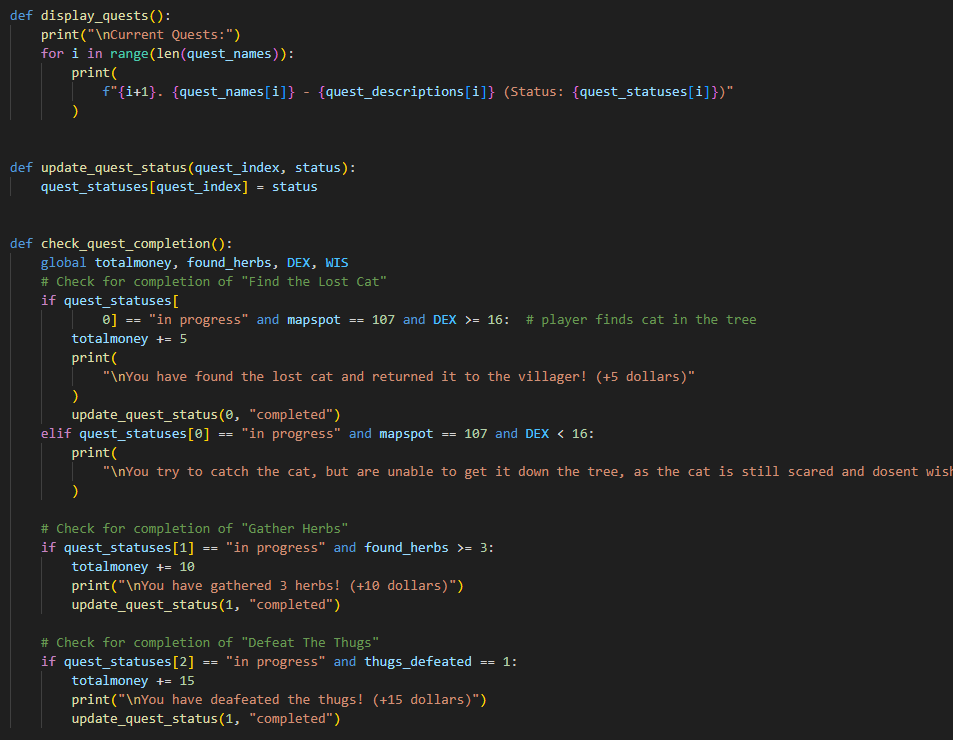 def display_quests():
    print("\nCurrent Quests:")
    for i in range(len(quest_names)):
        print(
            f"{i+1}. {quest_names[i]} - {quest_descriptions[i]} (Status: {quest_statuses[i]})"
        )
def update_quest_status(quest_index, status):
    quest_statuses[quest_index] = status
def check_quest_completion():
    global totalmoney, found_herbs, DEX, WIS
    # Check for completion of "Find the Lost Cat"
    if quest_statuses[
            0] == "in progress" and mapspot == 107 and DEX >= 16:  # player finds cat in the tree
        totalmoney += 5
        print(
            "\nYou have found the lost cat and returned it to the villager! (+5 dollars)"
        )
        update_quest_status(0, "completed")
    elif quest_statuses[0] == "in progress" and mapspot == 107 and DEX < 16:
        print(
            "\nYou try to catch the cat, but are unable to get it down the tree, as the cat is still scared and dosent wish
        )
    # Check for completion of "Gather Herbs"
    if quest_statuses[1] == "in progress" and found_herbs >= 3:
        totalmoney += 10
        print("\nYou have gathered 3 herbs! (+10 dollars)")
        update_quest_status(1, "completed")
    # Check for completion of "Defeat The Thugs"
    if quest_statuses[2] == "in progress" and thugs_defeated == 1:
        totalmoney += 15
        print("\nYou have deafeated the thugs! (+15 dollars)")
        update_quest_status(1, "completed")